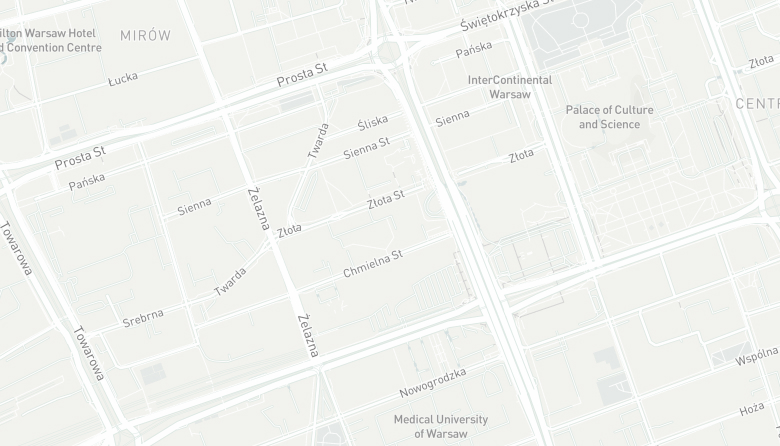 Świętokrzyska St
ilton Warsaw Hotel
d Convention Centre
MIRÓW
Pańska
Złota
Łucka
Prosta St
InterContinental
Warsaw
CENTR
Palace of Culture
and Science
Śliska
Sienna
Twarda
Sienna St
Prosta St
Złota
Pańska
Żelazna
Sienna
Złota St
Złota
Towarowa
Chmielna St
Twarda
Srebrna
Żelazna
Towarowa
Wspólna
Nowogrodzka
Hoża
Medical University
of Warsaw